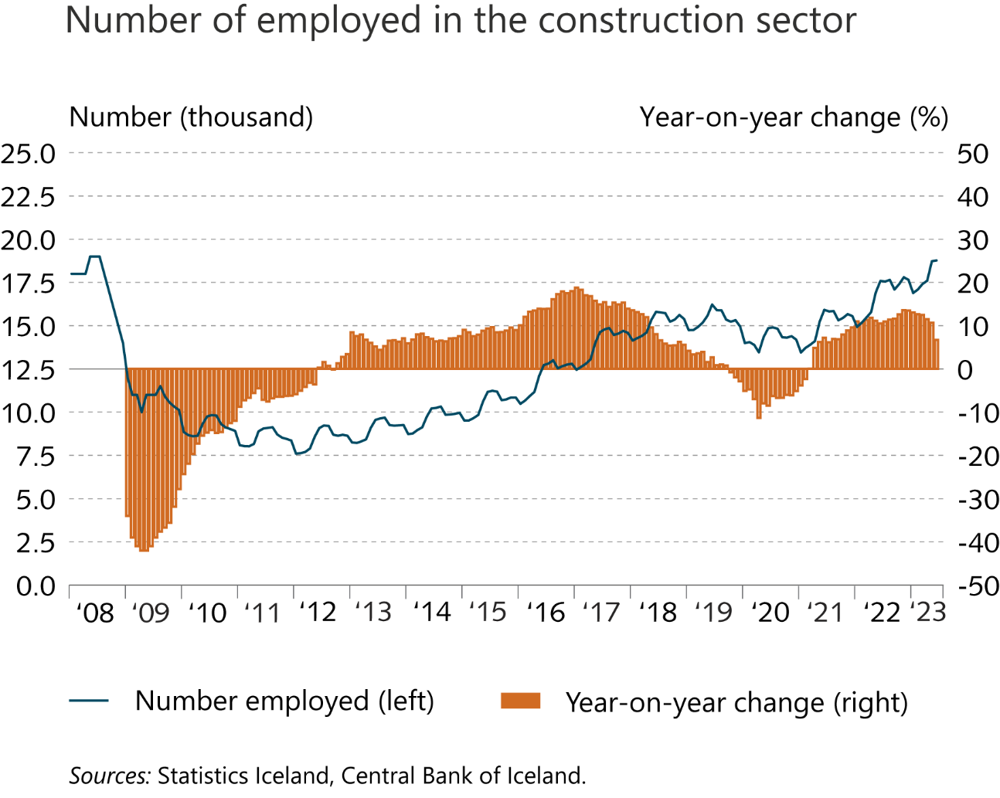 Number of employed in the construction sector
Number (thousand) Year-on-year change (%)
25.0 50
22.5 40
20.0 30
17.5 20
15.0 10
12.5 0
10.0 -10
7.5 -20
5.0 -30
2.5 -40
0.0 -50
‘08 ‘09 ‘10 ‘11 ‘12 ‘13 ‘14 ‘15 ‘16 ‘17 ‘18 ‘19 ‘20 ‘21 ‘22 ‘23
Number employed (left) Year-on-year change (right)
Sources: Statistics Iceland, Central Bank of Iceland.